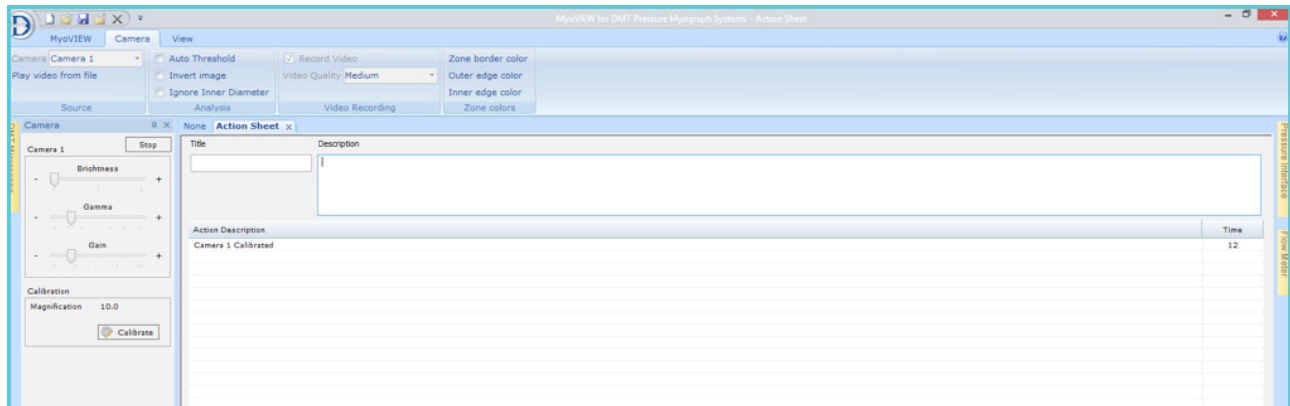 MyoVIEW for DMT Pressure Myograph Systems - Action Sheet
MyoVIEW Camera View
Camera Camera 1
Play video from file
Source
Auto Threshold
Invert image
Ignore Inner Diameter
Analysis
Record Video
Video Quality Medium
Video Recording
Zone border color
Outer edge color
Inner edge color
Zone colors
Camera
Camera 1 Stop
Brightness
- +
Gamma
- +
Gain
- +
Calibration
Magnification 10.0
Calibrate
None Action Sheet x
Title Description
Action Description Time
Camera 1 Calibrated 12
Pressure Interface
Flow Meter